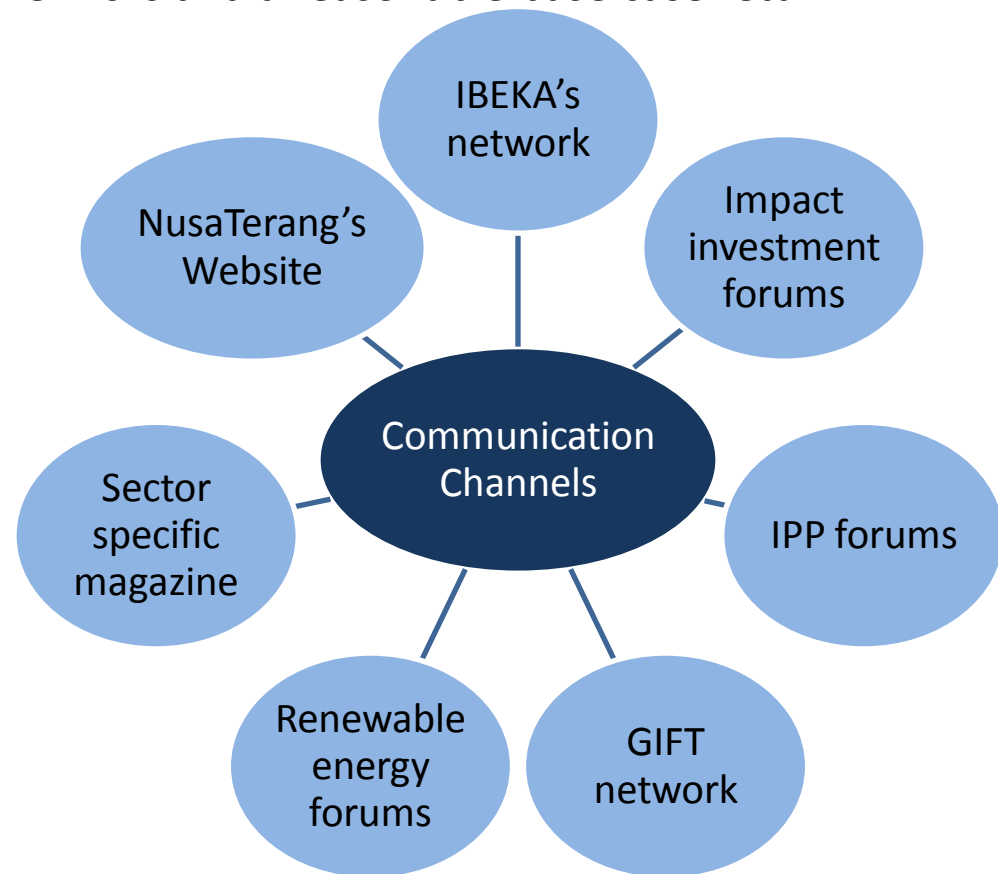 IBEKA’s
network
Impact
investment
forums
IPP forums
GIFT
network
Renewable
energy
forums
Sector
specific
magazine
NusaTerang’s
Website
Communication
Channels